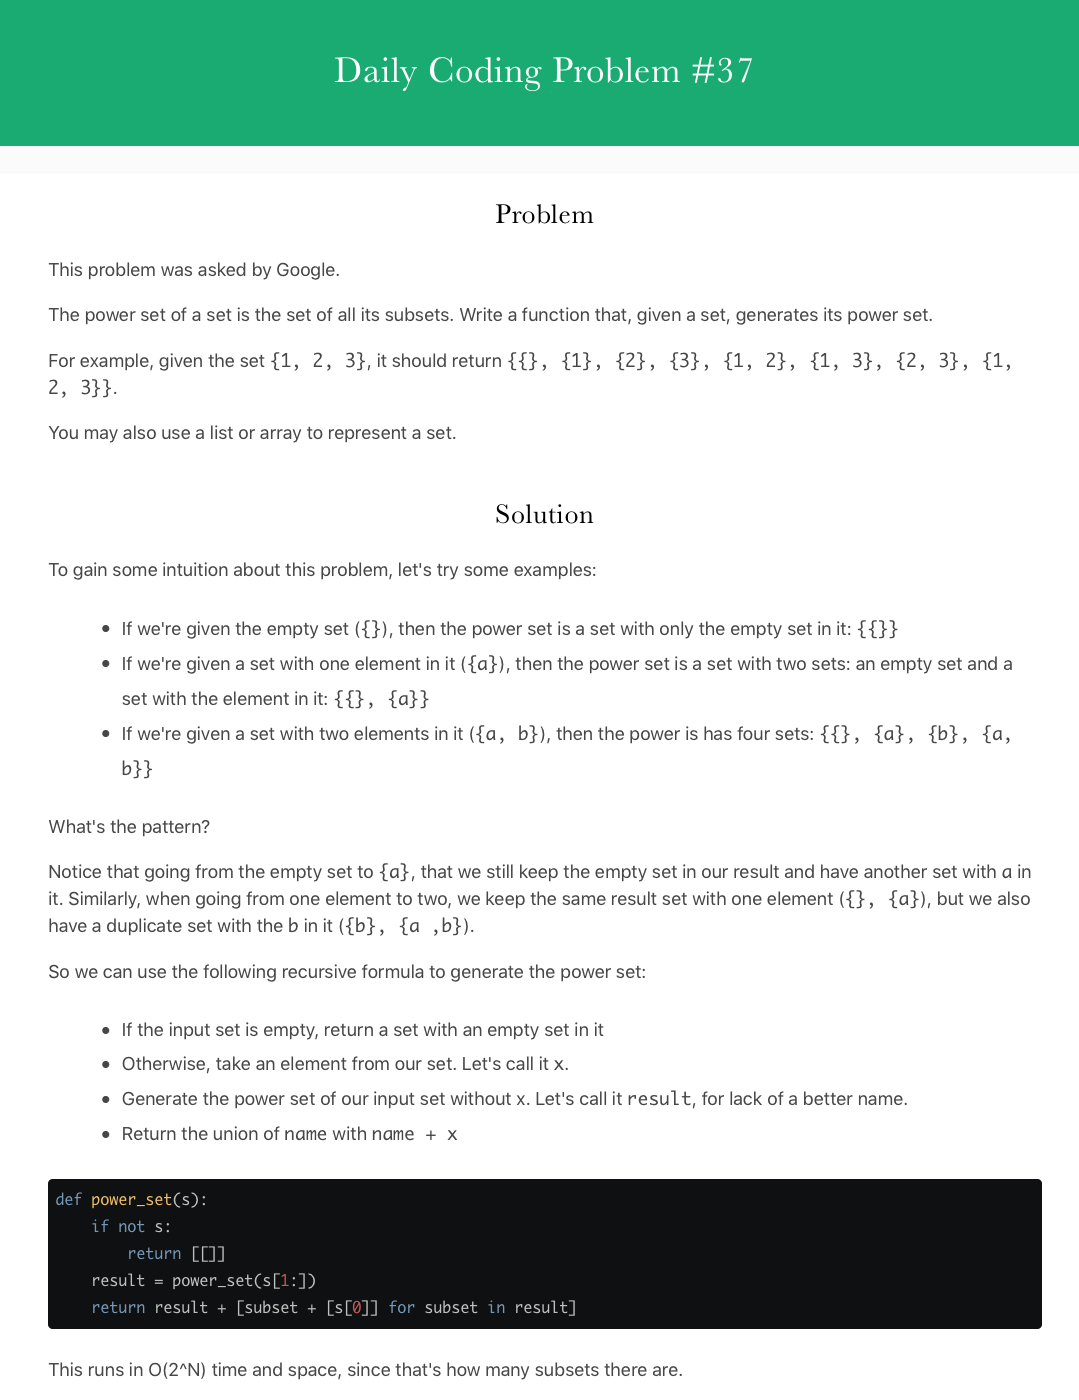 Daily Coding Problem #37
Problem
This problem was asked by Google.
The power set of a set is the set of all its subsets. Write a function that, given a set, generates its power set.
For example, given the set {1, 2, 3}, it should return {{}, {1}, {2}, {3}, {1, 2}, {1, 3}, {2, 3}, {1,
2, 3}}.
You may also use a list or array to represent a set.
Solution
To gain some intuition about this problem, let's try some examples:
• If we're given the empty set ({}), then the power set is a set with only the empty set in it: {{}}
• If we're given a set with one element in it ({a}), then the power set is a set with two sets: an empty set and a
set with the element in it: {{}, {a}}
• If we're given a set with two elements in it ({a, b}), then the power is has four sets: {{}, {a}, {b}, {a,
b}}
What's the pattern?
Notice that going from the empty set to {a}, that we still keep the empty set in our result and have another set with a in
it. Similarly, when going from one element to two, we keep the same result set with one element ({}, {a}), but we also
have a duplicate set with the b in it ({b}, {a ,b}).
So we can use the following recursive formula to generate the power set:
• If the input set is empty, return a set with an empty set in it
• Otherwise, take an element from our set. Let's call it x.
• Generate the power set of our input set without x. Let's call it result, for lack of a better name.
• Return the union of name with name + x
def power_set(s):
    if not s:
        return [[]]
    result = power_set(s[1:])
    return result + [subset + [s[0]] for subset in result]
This runs in O(2^N) time and space, since that's how many subsets there are.